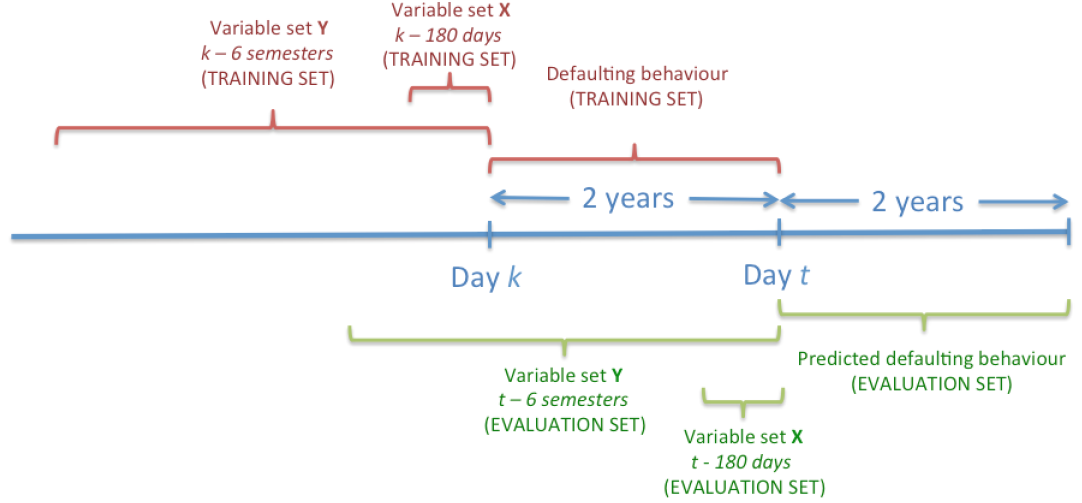 Variable set Y
k – 6 semesters
(TRAINING SET)
Variable set X
k – 180 days
(TRAINING SET)
Defaulting behaviour
(TRAINING SET)
2 years
2 years
Day k
Day t
Variable set Y
t – 6 semesters
(EVALUATION SET)
Predicted defaulting behaviour
(EVALUATION SET)
Variable set X
t - 180 days
(EVALUATION SET)